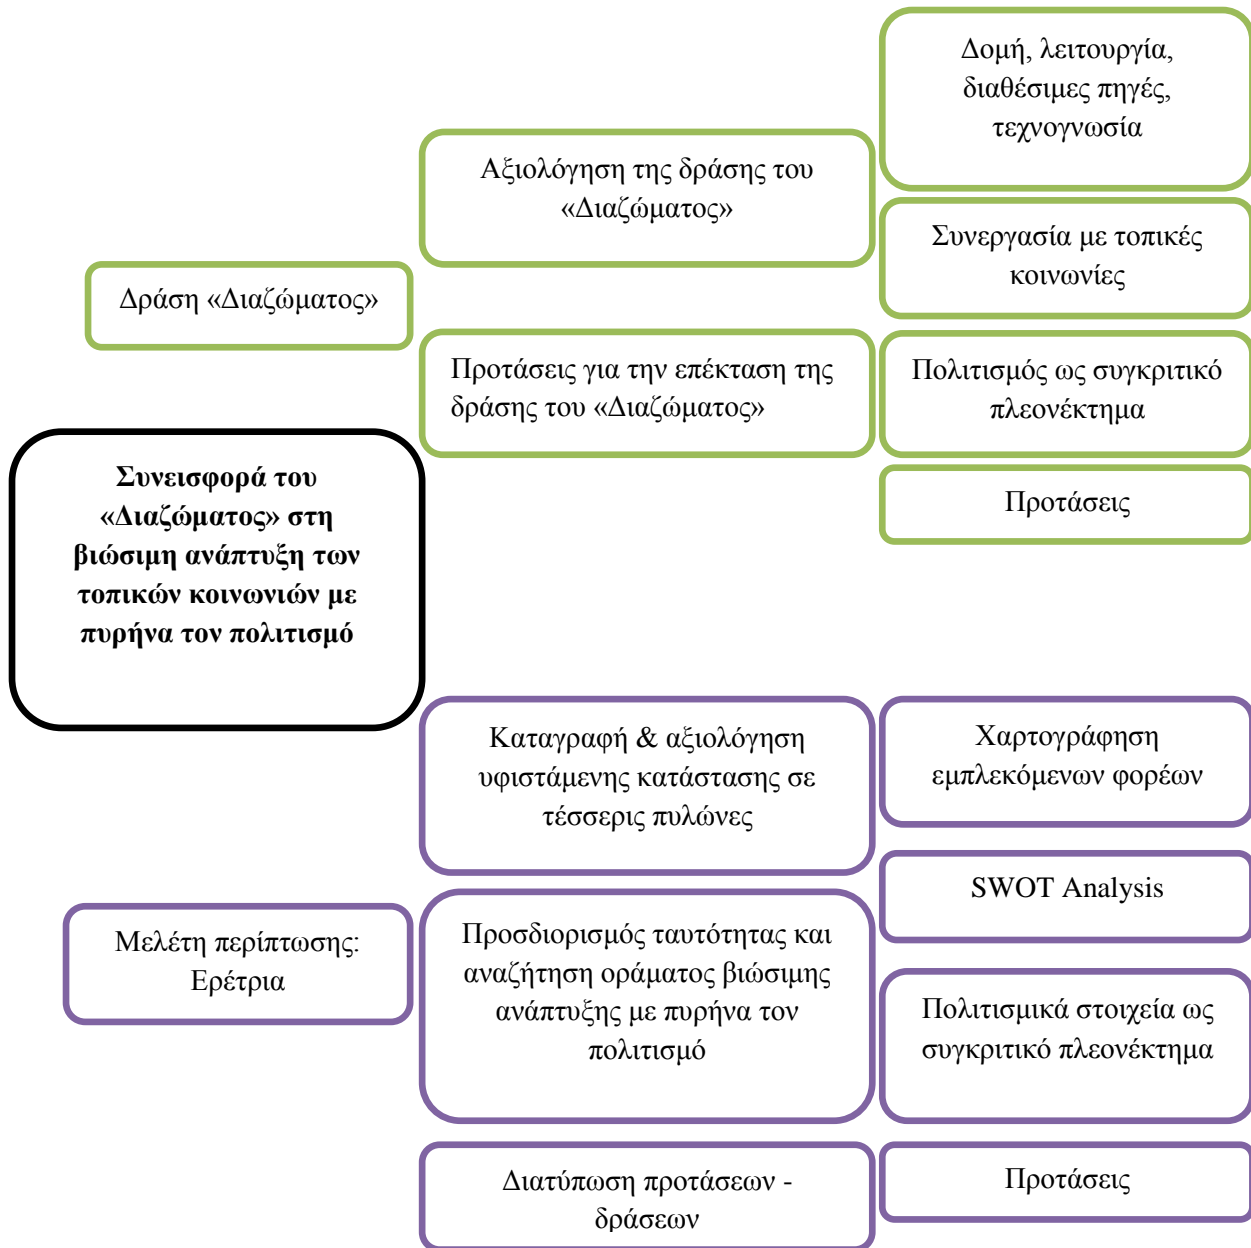 Δομή, λειτουργία,
διαθέσιμες πηγές,
τεχνογνωσία
Αξιολόγηση της δράσης του
«Διαζώματος»
Συνεργασία με τοπικές
κοινωνίες
Δράση «Διαζώματος»
Προτάσεις για την επέκταση της
δράσης του «Διαζώματος»
Πολιτισμός ως συγκριτικό
πλεονέκτημα
Προτάσεις
Συνεισφορά του
«Διαζώματος» στη
βιώσιμη ανάπτυξη των
τοπικών κοινωνιών με
πυρήνα τον πολιτισμό
Καταγραφή & αξιολόγηση
υφιστάμενης κατάστασης σε
τέσσερις πυλώνες
Χαρτογράφηση
εμπλεκόμενων φορέων
SWOT Analysis
Μελέτη περίπτωσης:
Ερέτρια
Προσδιορισμός ταυτότητας και
αναζήτηση οράματος βιώσιμης
ανάπτυξης με πυρήνα τον
πολιτισμό
Πολιτισμικά στοιχεία ως
συγκριτικό πλεονέκτημα
Διατύπωση προτάσεων -
δράσεων
Προτάσεις